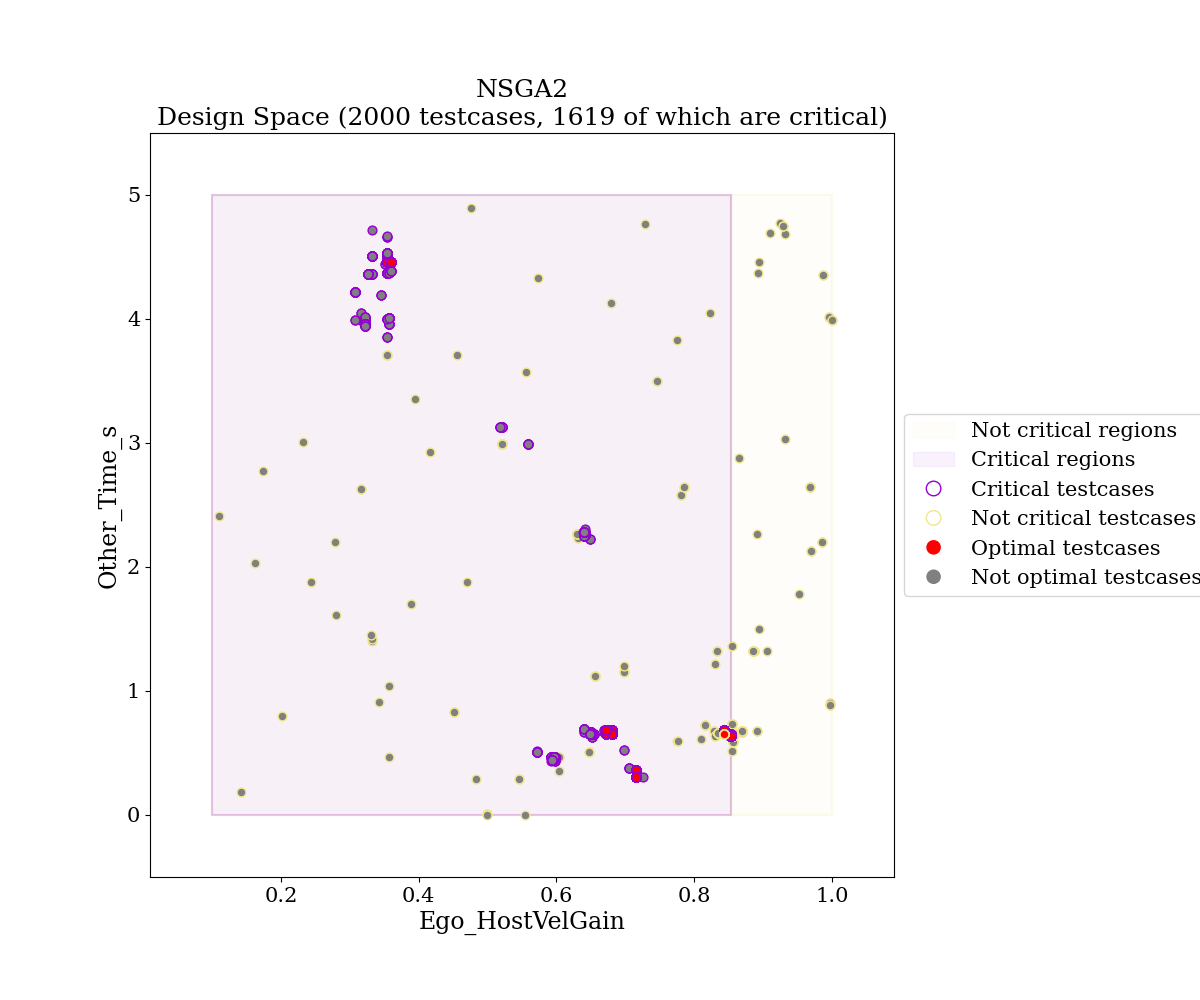 NSGA2
Design Space (2000 testcases, 1619 of which are critical)
5
4
3
2
1
0
Other_Time_s
0.2
0.4
0.6
0.8
1.0
Ego_HostVelGain
Not critical regions
Critical regions
Critical testcases
Not critical testcases
Optimal testcases
Not optimal testcases